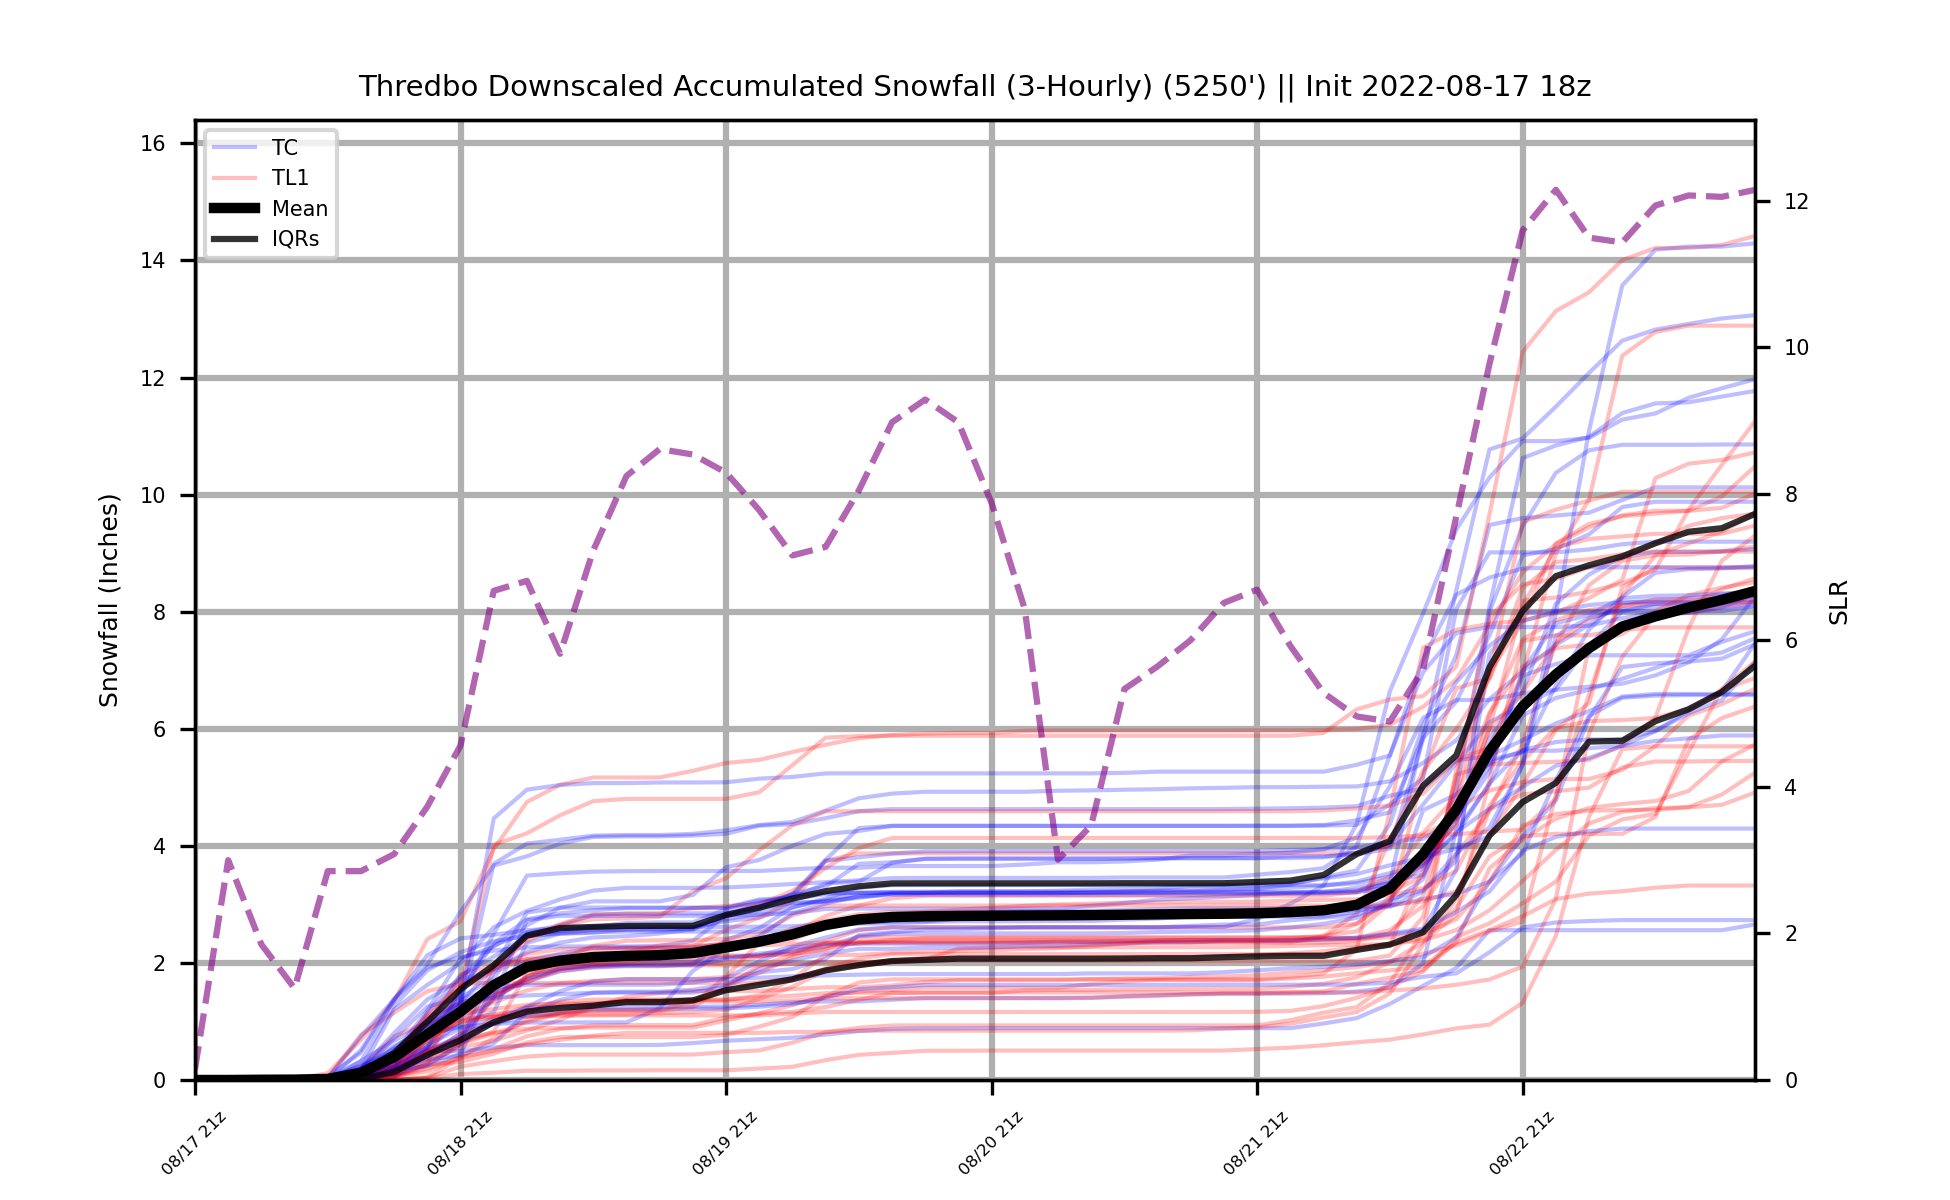 Thredbo Downscaled Accumulated Snowfall (3-Hourly) (5250') || Init 2022-08-17 18z
TC
TL1
Mean
IQRs
16
14
12
10
8
6
4
2
0
Snowfall (Inches)
12
10
8
6
4
2
0
SLR
08/17 21z
08/18 21z
08/19 21z
08/20 21z
08/21 21z
08/22 21z